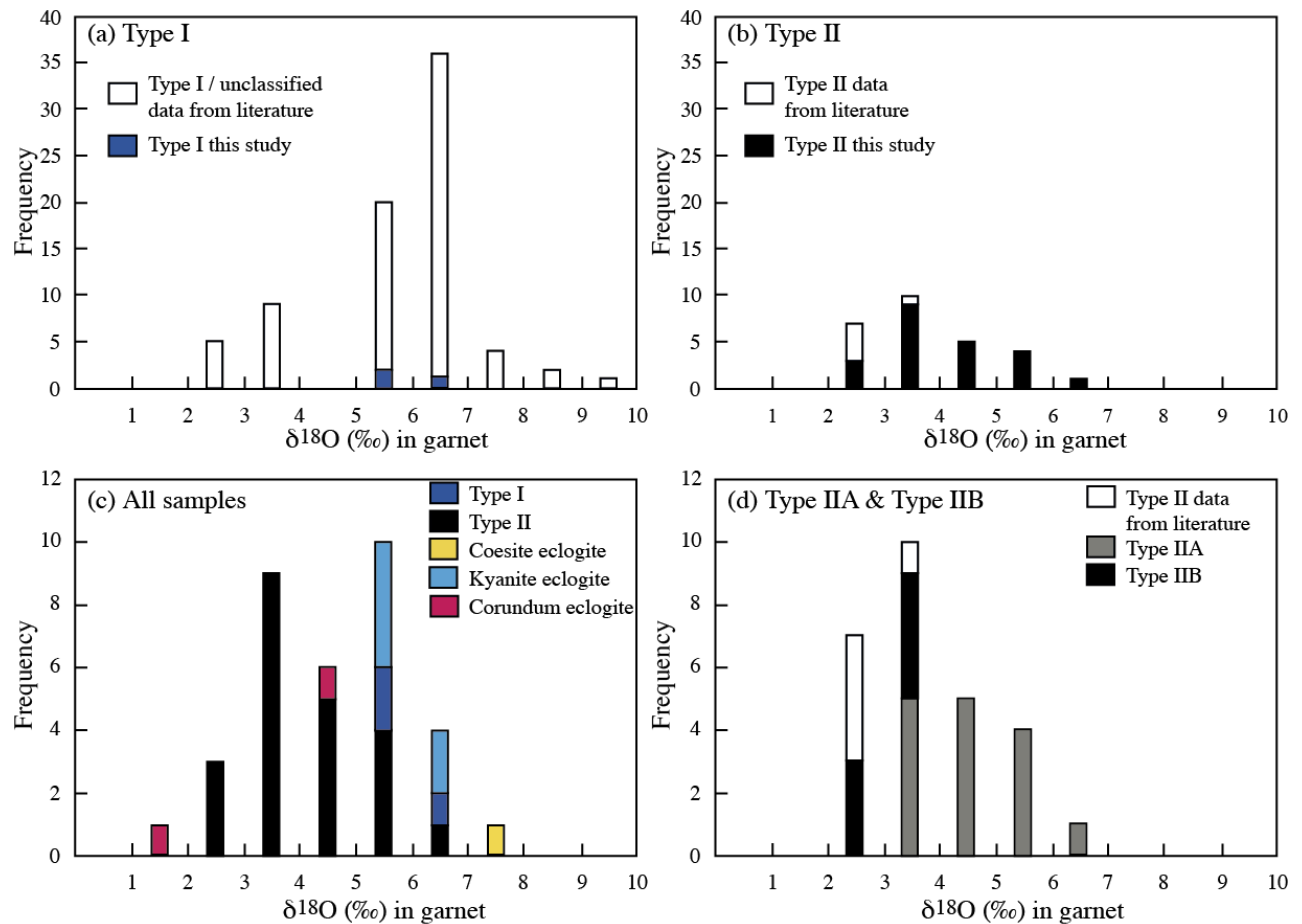 (a) Type I
Type I / unclassified
data from literature
Type I this study
Frequency
40
35
30
25
20
15
10
5
0
1 2 3 4 5 6 7 8 9 10
δ¹⁸O (‰) in garnet
(b) Type II
Type II data
from literature
Type II this study
Frequency
40
35
30
25
20
15
10
5
0
1 2 3 4 5 6 7 8 9 10
δ¹⁸O (‰) in garnet
(c) All samples
Type I
Type II
Coesite eclogite
Kyanite eclogite
Corundum eclogite
Frequency
12
10
8
6
4
2
0
1 2 3 4 5 6 7 8 9 10
δ¹⁸O (‰) in garnet
(d) Type IIA & Type IIB
Type II data
from literature
Type IIA
Type IIB
Frequency
12
10
8
6
4
2
0
1 2 3 4 5 6 7 8 9 10
δ¹⁸O (‰) in garnet